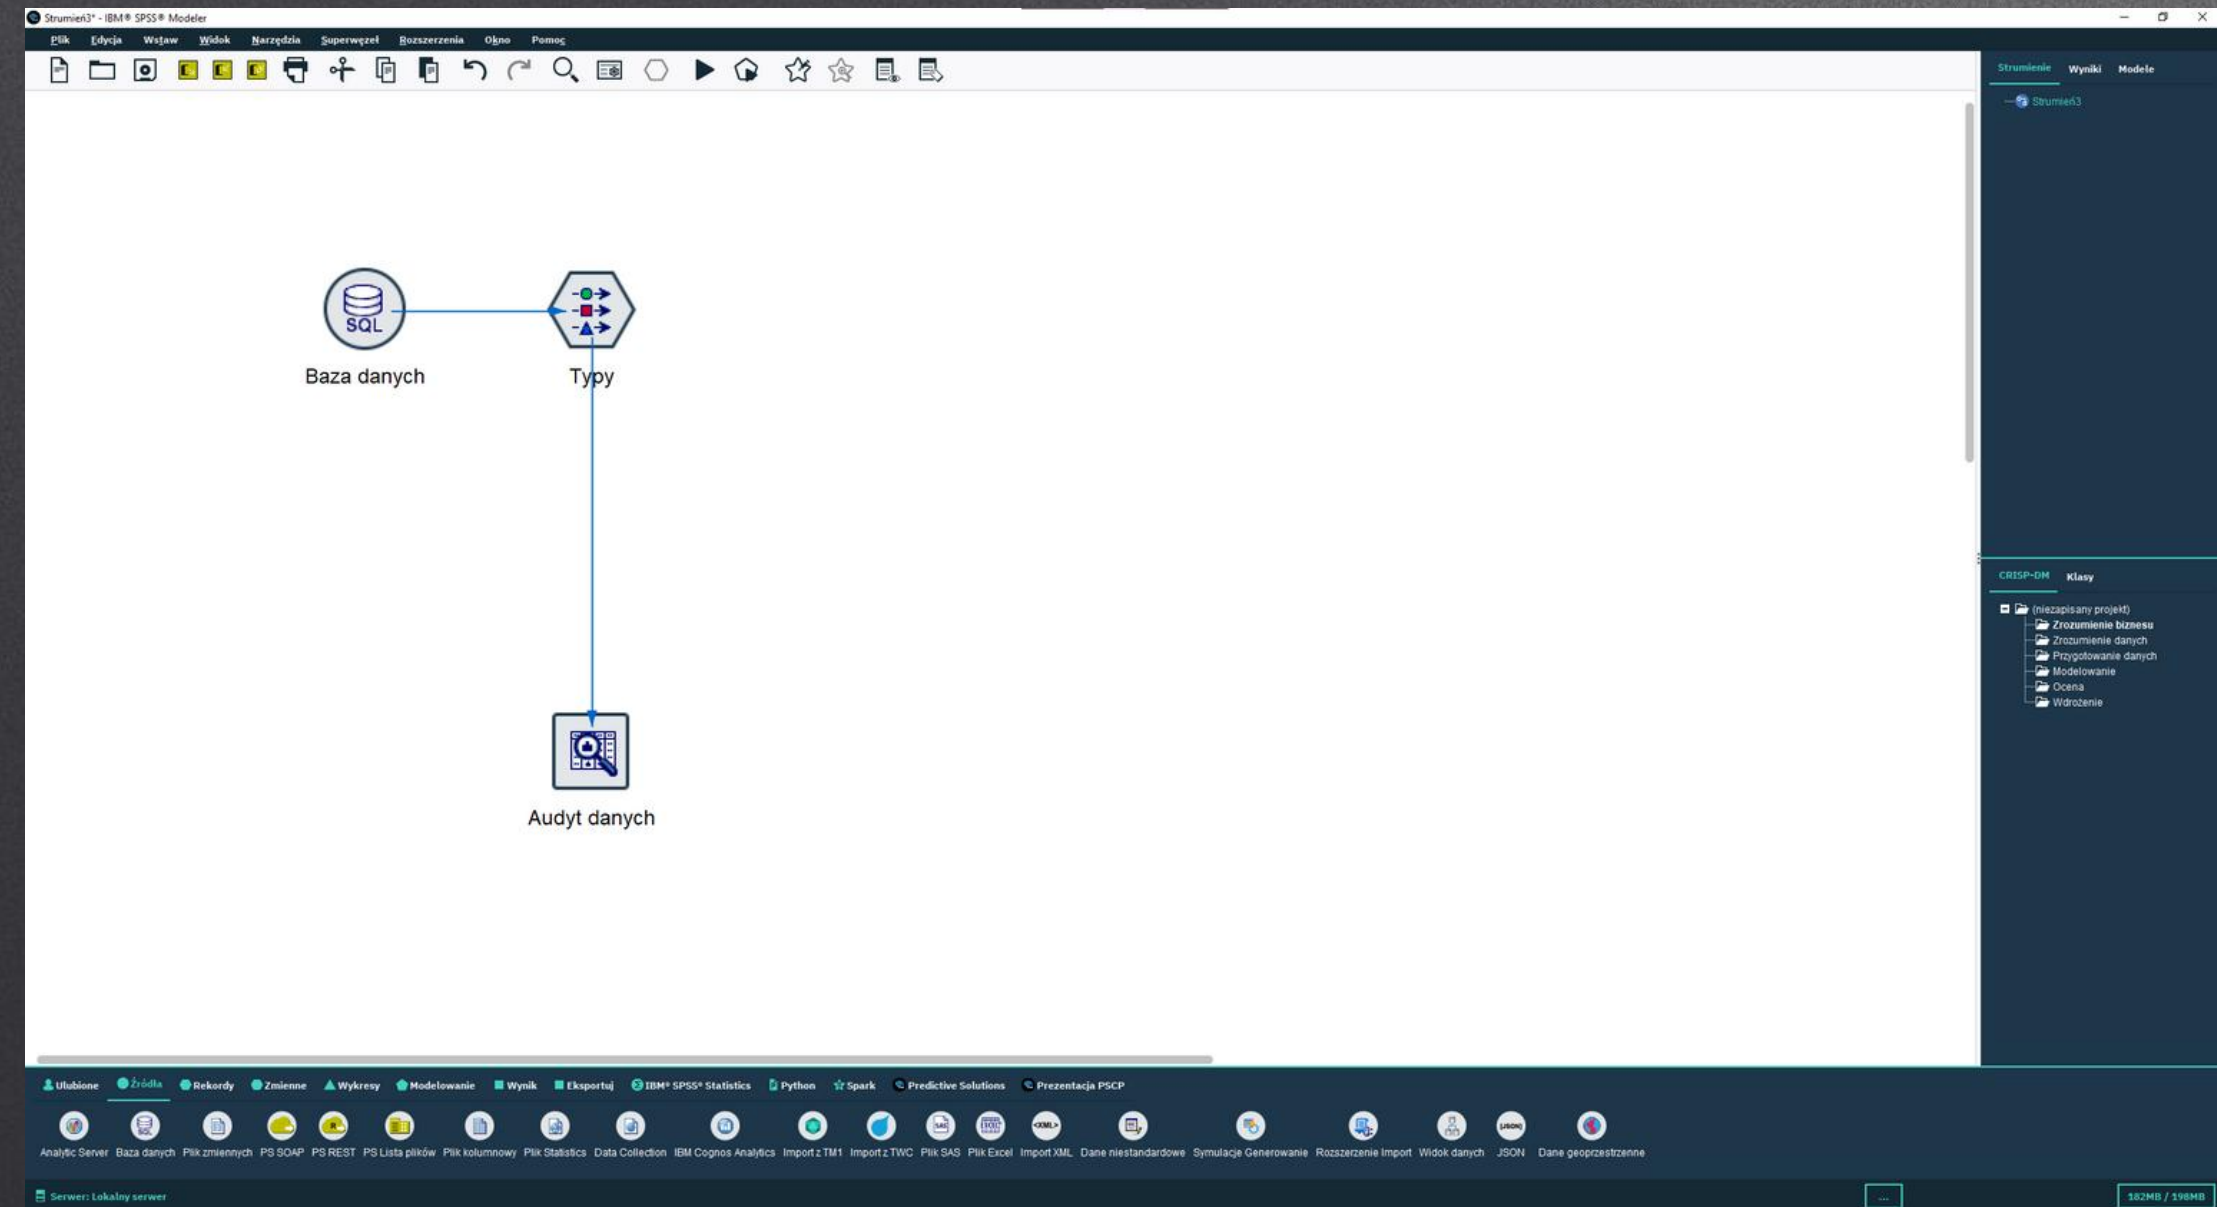 Strumień3* - IBM® SPSS® Modeler
Plik Edycja Wstaw Widok Narzędzia Superwęzeł Rozszerzenia Okno Pomoc
Strumienie Wyniki Modele
Strumień3
SQL
Baza danych
Typy
Audyt danych
CRISP-DM Klasy
(niezapisany projekt)
Zrozumienie biznesu
Zrozumienie danych
Przygotowanie danych
Modelowanie
Ocena
Wdrożenie
Ulubione Źródła Rekordy Zmienne Wykresy Modelowanie Wynik Eksportuj IBM® SPSS® Statistics Python Spark Predictive Solutions Prezentacja PSCP
Analytic Server Baza danych Plik zmiennych PS SOAP PS REST PS Lista plików Plik kolumnowy Plik Statistics Data Collection IBM Cognos Analytics Import z TM1 Import z TWC Plik SAS Plik Excel Import XML Dane niestandardowe Symulacje Generowanie Rozszerzenie Import Widok danych JSON Dane geoprzestrzenne
Serwer: Lokalny serwer
... 182MB / 198MB